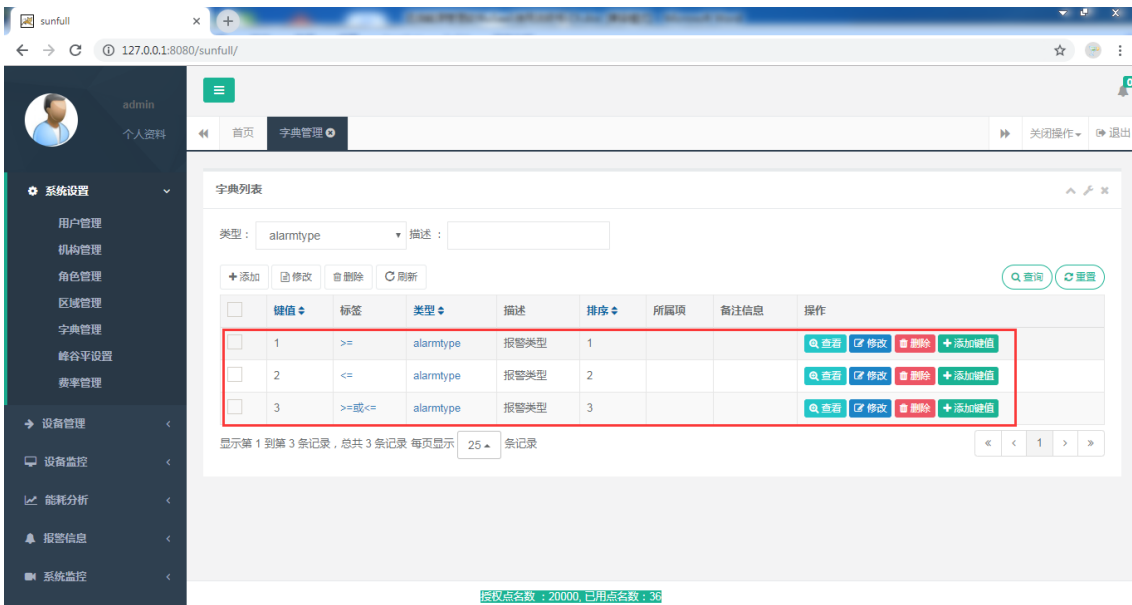 sunfull
127.0.0.1:8080/sunfull/
admin
个人资料
首页 字典管理 关闭操作 退出
系统设置
用户管理
机构管理
角色管理
区域管理
字典管理
峰谷平设置
费率管理
设备管理
设备监控
能耗分析
报警信息
系统监控
字典列表
类型： alarmtype 描述 ：
添加 修改 删除 刷新 查询 重置
键值 标签 类型 描述 排序 所属项 备注信息 操作
1 >= alarmtype 报警类型 1 查看 修改 删除 添加键值
2 <= alarmtype 报警类型 2 查看 修改 删除 添加键值
3 >=或<= alarmtype 报警类型 3 查看 修改 删除 添加键值
显示第 1 到第 3 条记录，总共 3 条记录 每页显示 25 条记录 « ‹ 1 › »
授权点名数 ：20000, 已用点名数：36